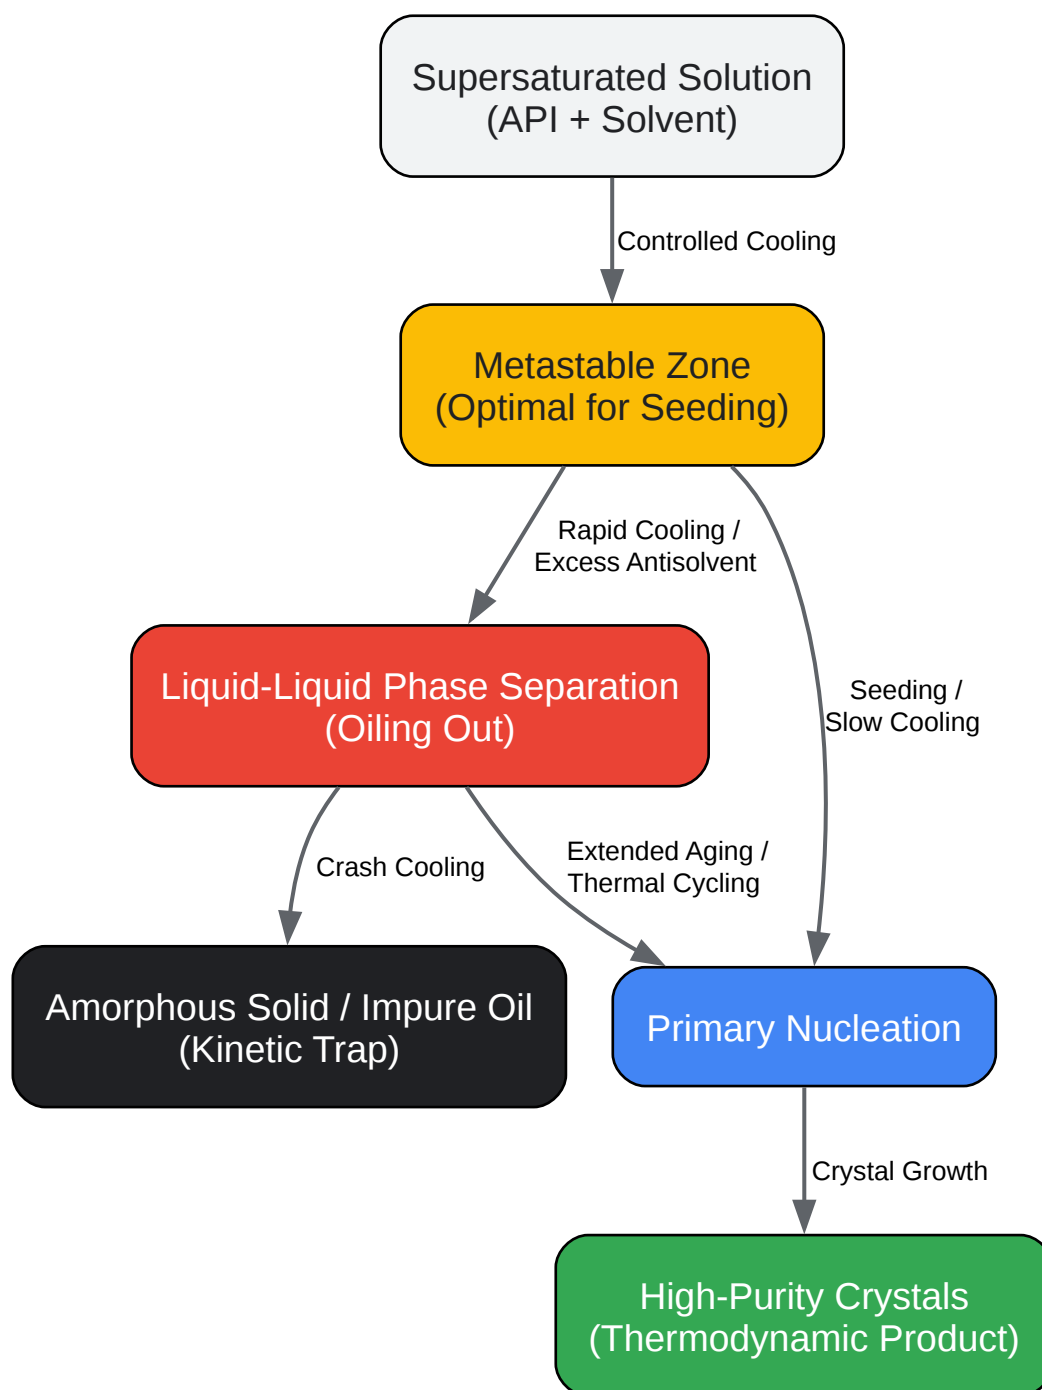 Supersaturated Solution
(API + Solvent)
Controlled Cooling
Metastable Zone
(Optimal for Seeding)
Rapid Cooling /
Excess Antisolvent
Liquid-Liquid Phase Separation
(Oiling Out)
Seeding /
Slow Cooling
Crash Cooling
Extended Aging /
Thermal Cycling
Amorphous Solid / Impure Oil
(Kinetic Trap)
Primary Nucleation
Crystal Growth
High-Purity Crystals
(Thermodynamic Product)